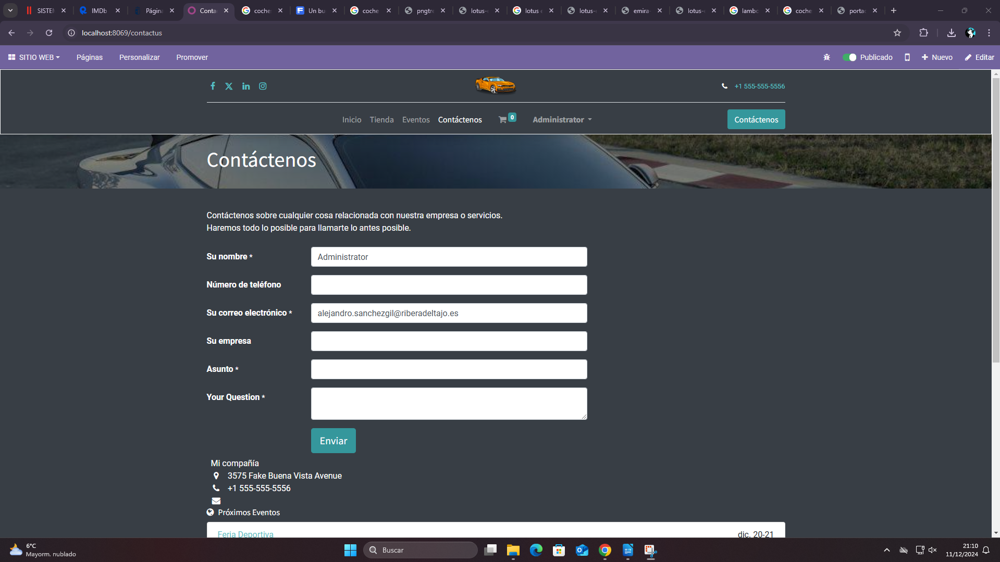 SISTEM
IMDb
Página
Conta
coche
Un bu
coche
pngtre
lotus-e
lotus e
lotus-e
emira-
lotus-e
lambo
coche
portad
localhost:8069/contactus
SITIO WEB
Páginas
Personalizar
Promover
Publicado
Nuevo
Editar
+1 555-555-5556
Inicio
Tienda
Eventos
Contáctenos
0
Administrator
Contáctenos
Contáctenos
Contáctenos sobre cualquier cosa relacionada con nuestra empresa o servicios.
Haremos todo lo posible para llamarte lo antes posible.
Su nombre *
Administrator
Número de teléfono
Su correo electrónico *
alejandro.sanchezgil@riberadeltajo.es
Su empresa
Asunto *
Your Question *
Enviar
Mi compañía
3575 Fake Buena Vista Avenue
+1 555-555-5556
Próximos Eventos
Feria Deportiva
dic. 20-21
6°C
Mayorm. nublado
Buscar
21:10
11/12/2024